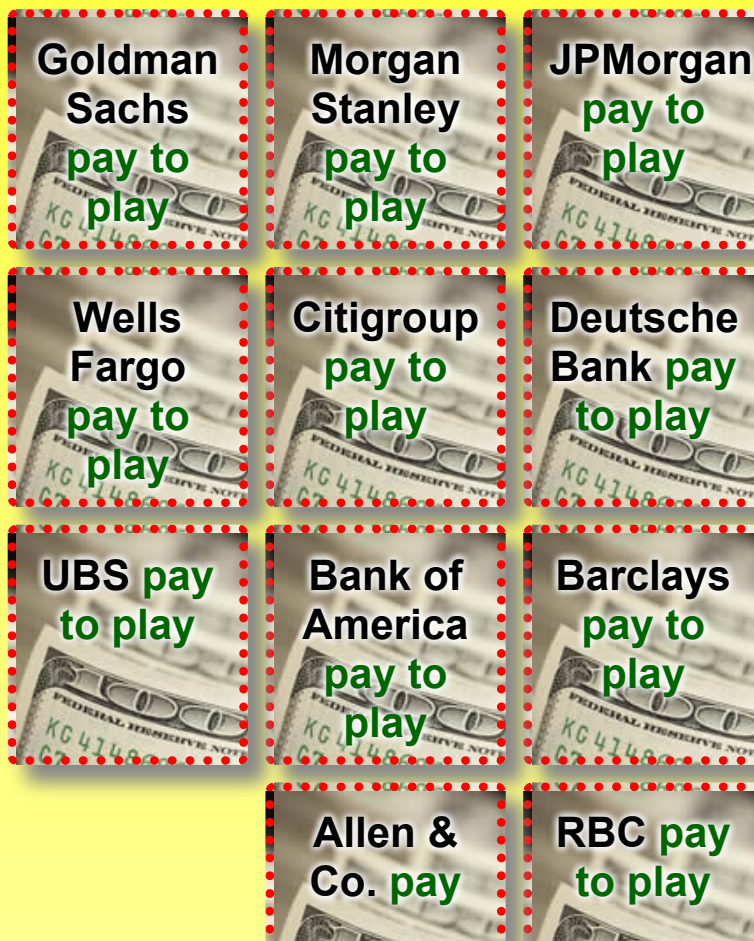 Goldman
Sachs
pay to
play
Morgan
Stanley
pay to
play
JPMorgan
pay to
play
Wells
Fargo
pay to
play
Citigroup
pay to
play
Deutsche
Bank pay
to play
UBS pay
to play
Bank of
America
pay to
play
Barclays
pay to
play
Allen &
Co. pay
RBC pay
to play